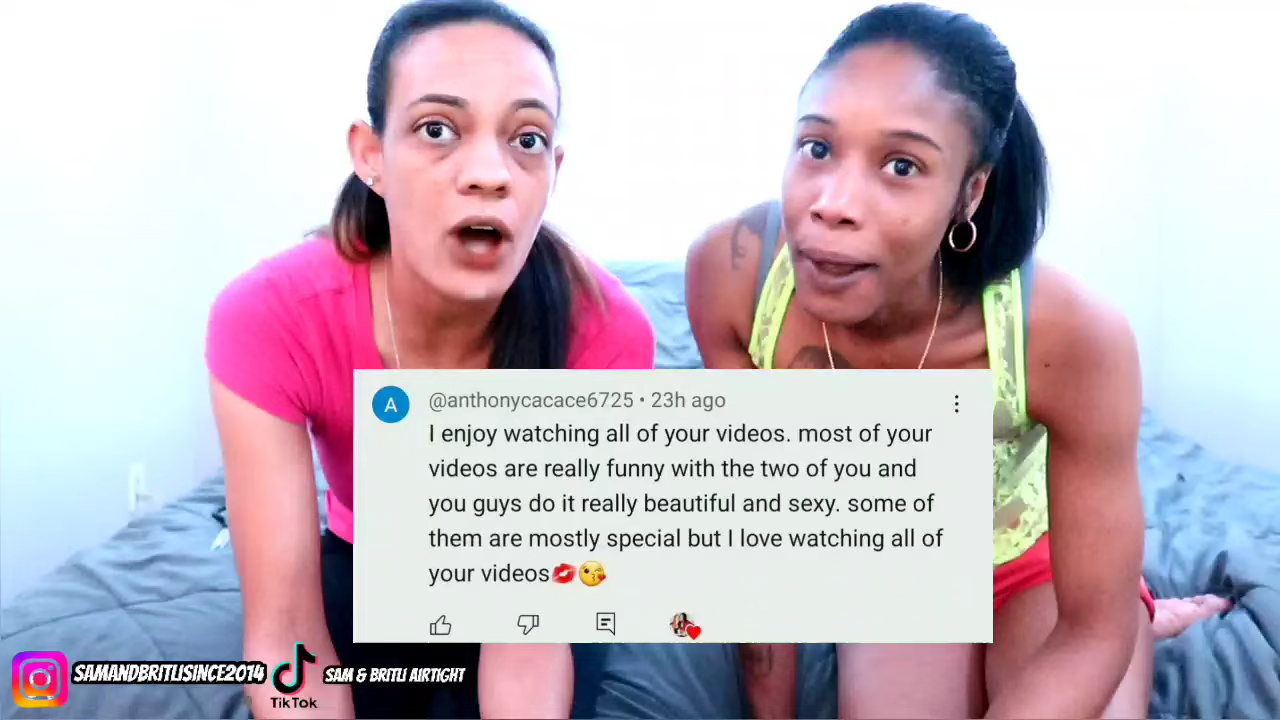 A @anthonycacace6725 • 23h ago
I enjoy watching all of your videos. most of your
videos are really funny with the two of you and
you guys do it really beautiful and sexy. some of
them are mostly special but I love watching all of
your videos💋😘
SAMANDBRITLISINCE2014
TikTok
SAM & BRITLI AIRTIGHT